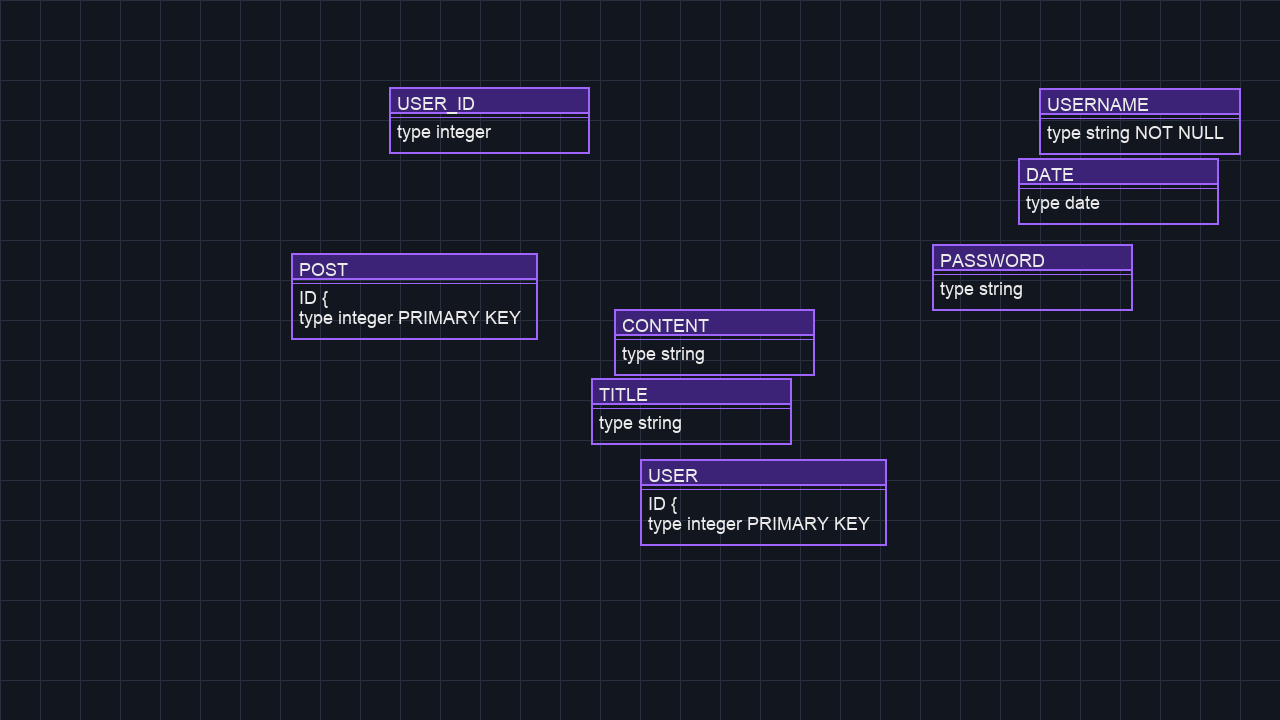 USER_ID
type integer
USERNAME
type string NOT NULL
DATE
type date
PASSWORD
type string
POST
ID {
type integer PRIMARY KEY
CONTENT
type string
TITLE
type string
USER
ID {
type integer PRIMARY KEY